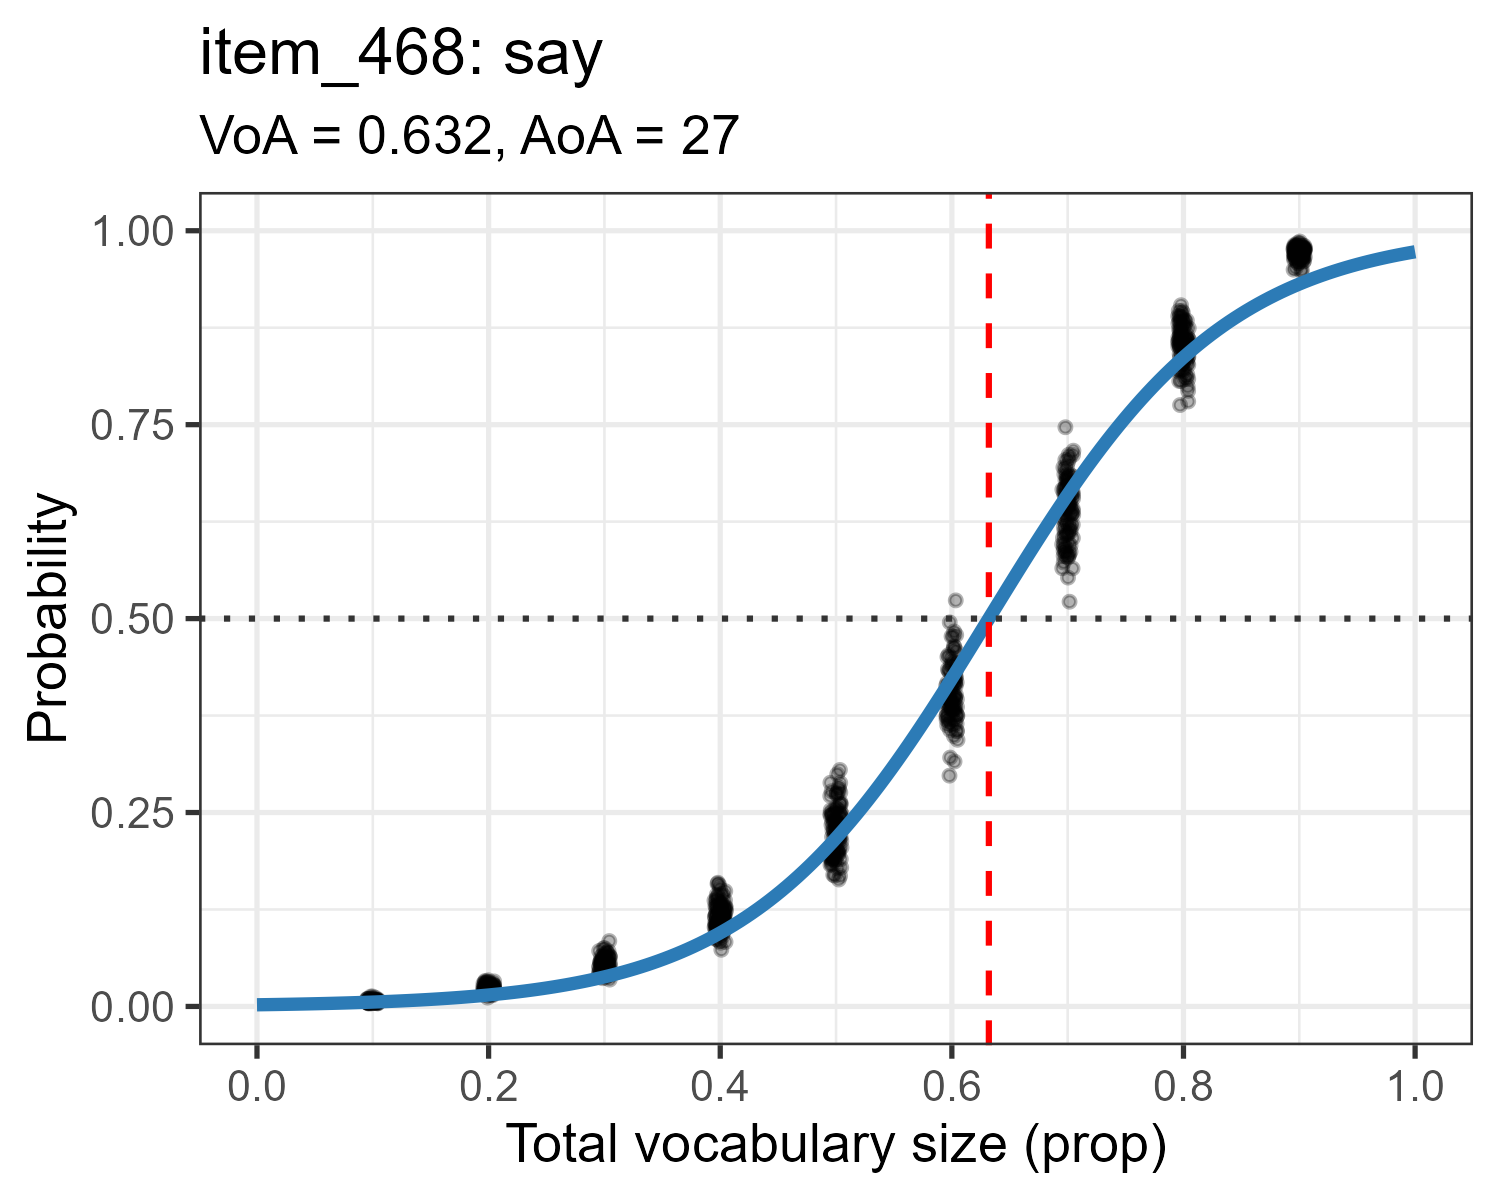 item_468: say
VoA = 0.632, AoA = 27
1.00
0.75
0.50
0.25
0.00
Probability
0.0 0.2 0.4 0.6 0.8 1.0
Total vocabulary size (prop)